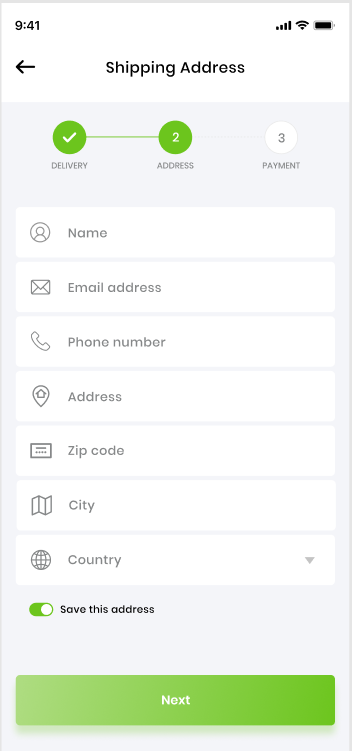 9:41
Shipping Address
2
3
DELIVERY
ADDRESS
PAYMENT
Name
Email address
Phone number
Address
Zip code
City
Country
Save this address
Next